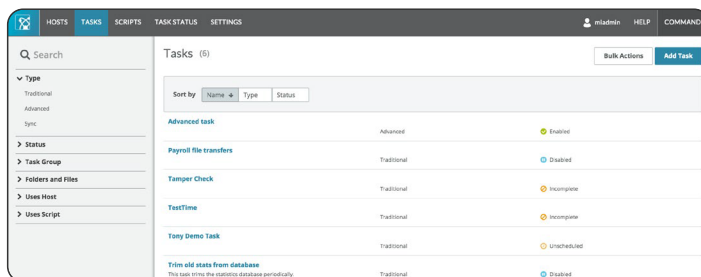 HOSTS TASKS SCRIPTS TASK STATUS SETTINGS miadmin HELP COMMAND
Search
Type
Traditional
Advanced
Sync
Status
Task Group
Folders and Files
Uses Host
Uses Script
Tasks (6)
Bulk Actions Add Task
Sort by Name Type Status
Advanced task
Advanced Enabled
Payroll file transfers
Traditional Disabled
Tamper Check
Traditional Incomplete
TestTime
Traditional Incomplete
Tony Demo Task
Traditional Unscheduled
Trim old stats from database
This task trims the statistics database periodically. Traditional Disabled